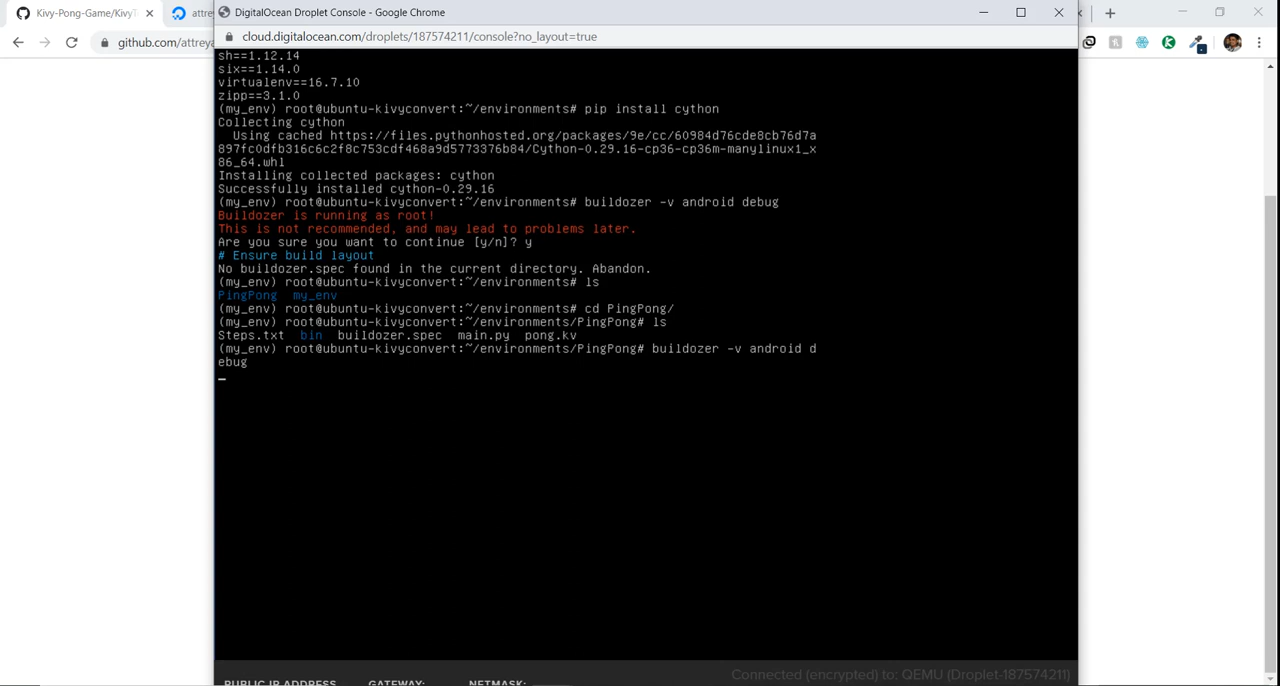 Kivy-Pong-Game/KivyT
attrey
DigitalOcean Droplet Console - Google Chrome
github.com/attreya
cloud.digitalocean.com/droplets/187574211/console?no_layout=true
sh==1.12.14
six==1.14.0
virtualenv==16.7.10
zipp==3.1.0
(my_env) root@ubuntu-kivyconvert:~/environments# pip install cython
Collecting cython
Using cached https://files.pythonhosted.org/packages/9e/cc/60984d76cde8cb76d7a
897fc0dfb316c6c2f8c753cdf468a9d5773376b84/Cython-0.29.16-cp36-cp36m-manylinux1_x
86_64.whl
Installing collected packages: cython
Successfully installed cython-0.29.16
(my_env) root@ubuntu-kivyconvert:~/environments# buildozer -v android debug
Buildozer is running as root!
This is not recommended, and may lead to problems later.
Are you sure you want to continue [y/n]? y
# Ensure build layout
No buildozer.spec found in the current directory. Abandon.
(my_env) root@ubuntu-kivyconvert:~/environments# ls
PingPong  my_env
(my_env) root@ubuntu-kivyconvert:~/environments# cd PingPong/
(my_env) root@ubuntu-kivyconvert:~/environments/PingPong# ls
Steps.txt  bin  buildozer.spec  main.py  pong.kv
(my_env) root@ubuntu-kivyconvert:~/environments/PingPong# buildozer -v android d
ebug
Connected (encrypted) to: QEMU (Droplet-187574211)
PUBLIC IP ADDRESS GATEWAY: NETMASK: